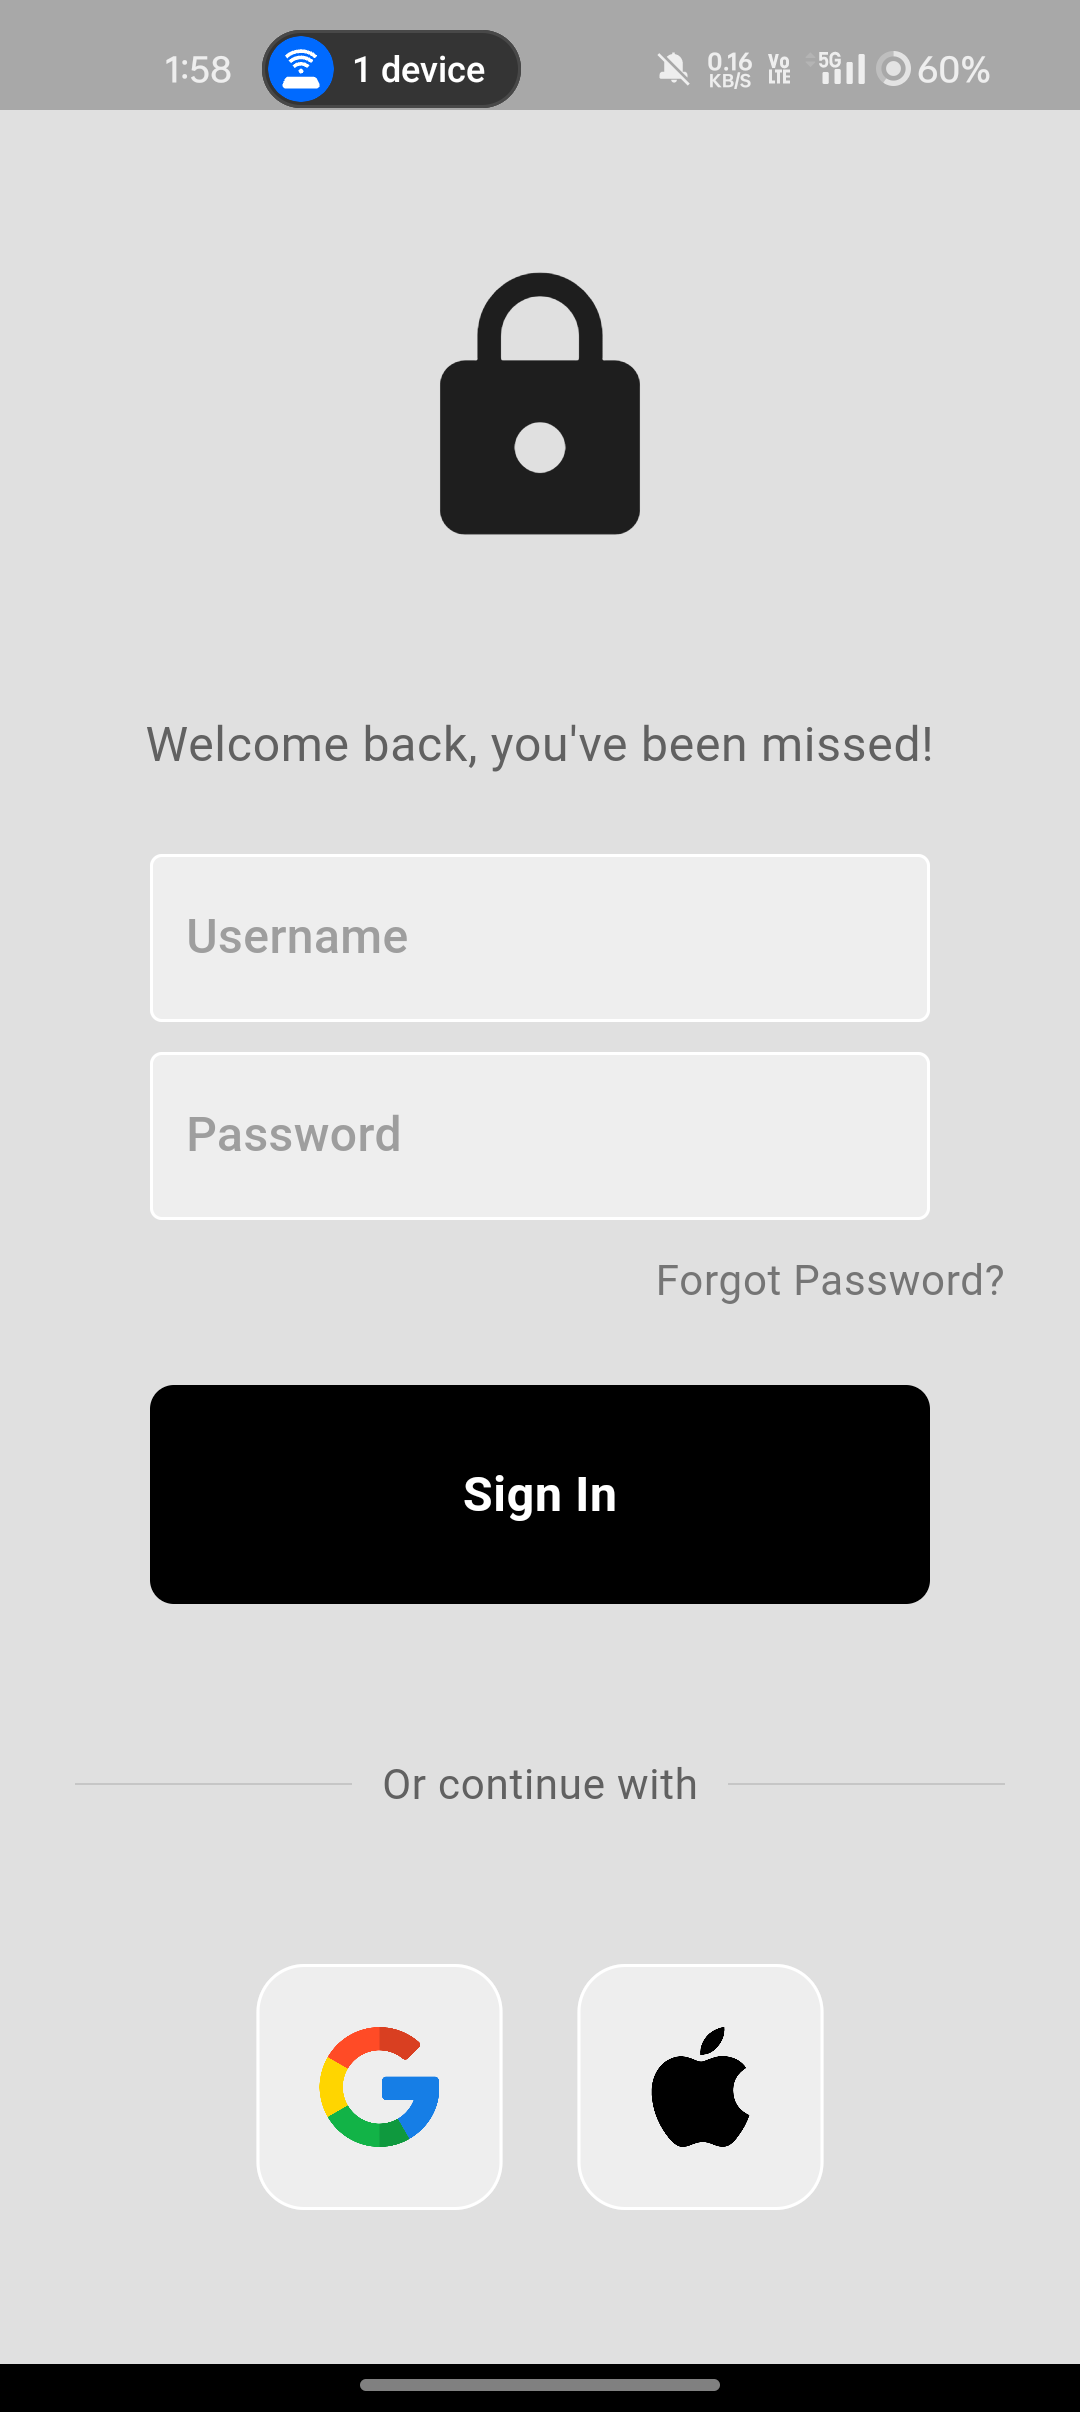 1:58 1 device 0.16 KB/S Vo LTE 5G 60%
Welcome back, you've been missed!
Username
Password
Forgot Password?
Sign In
Or continue with